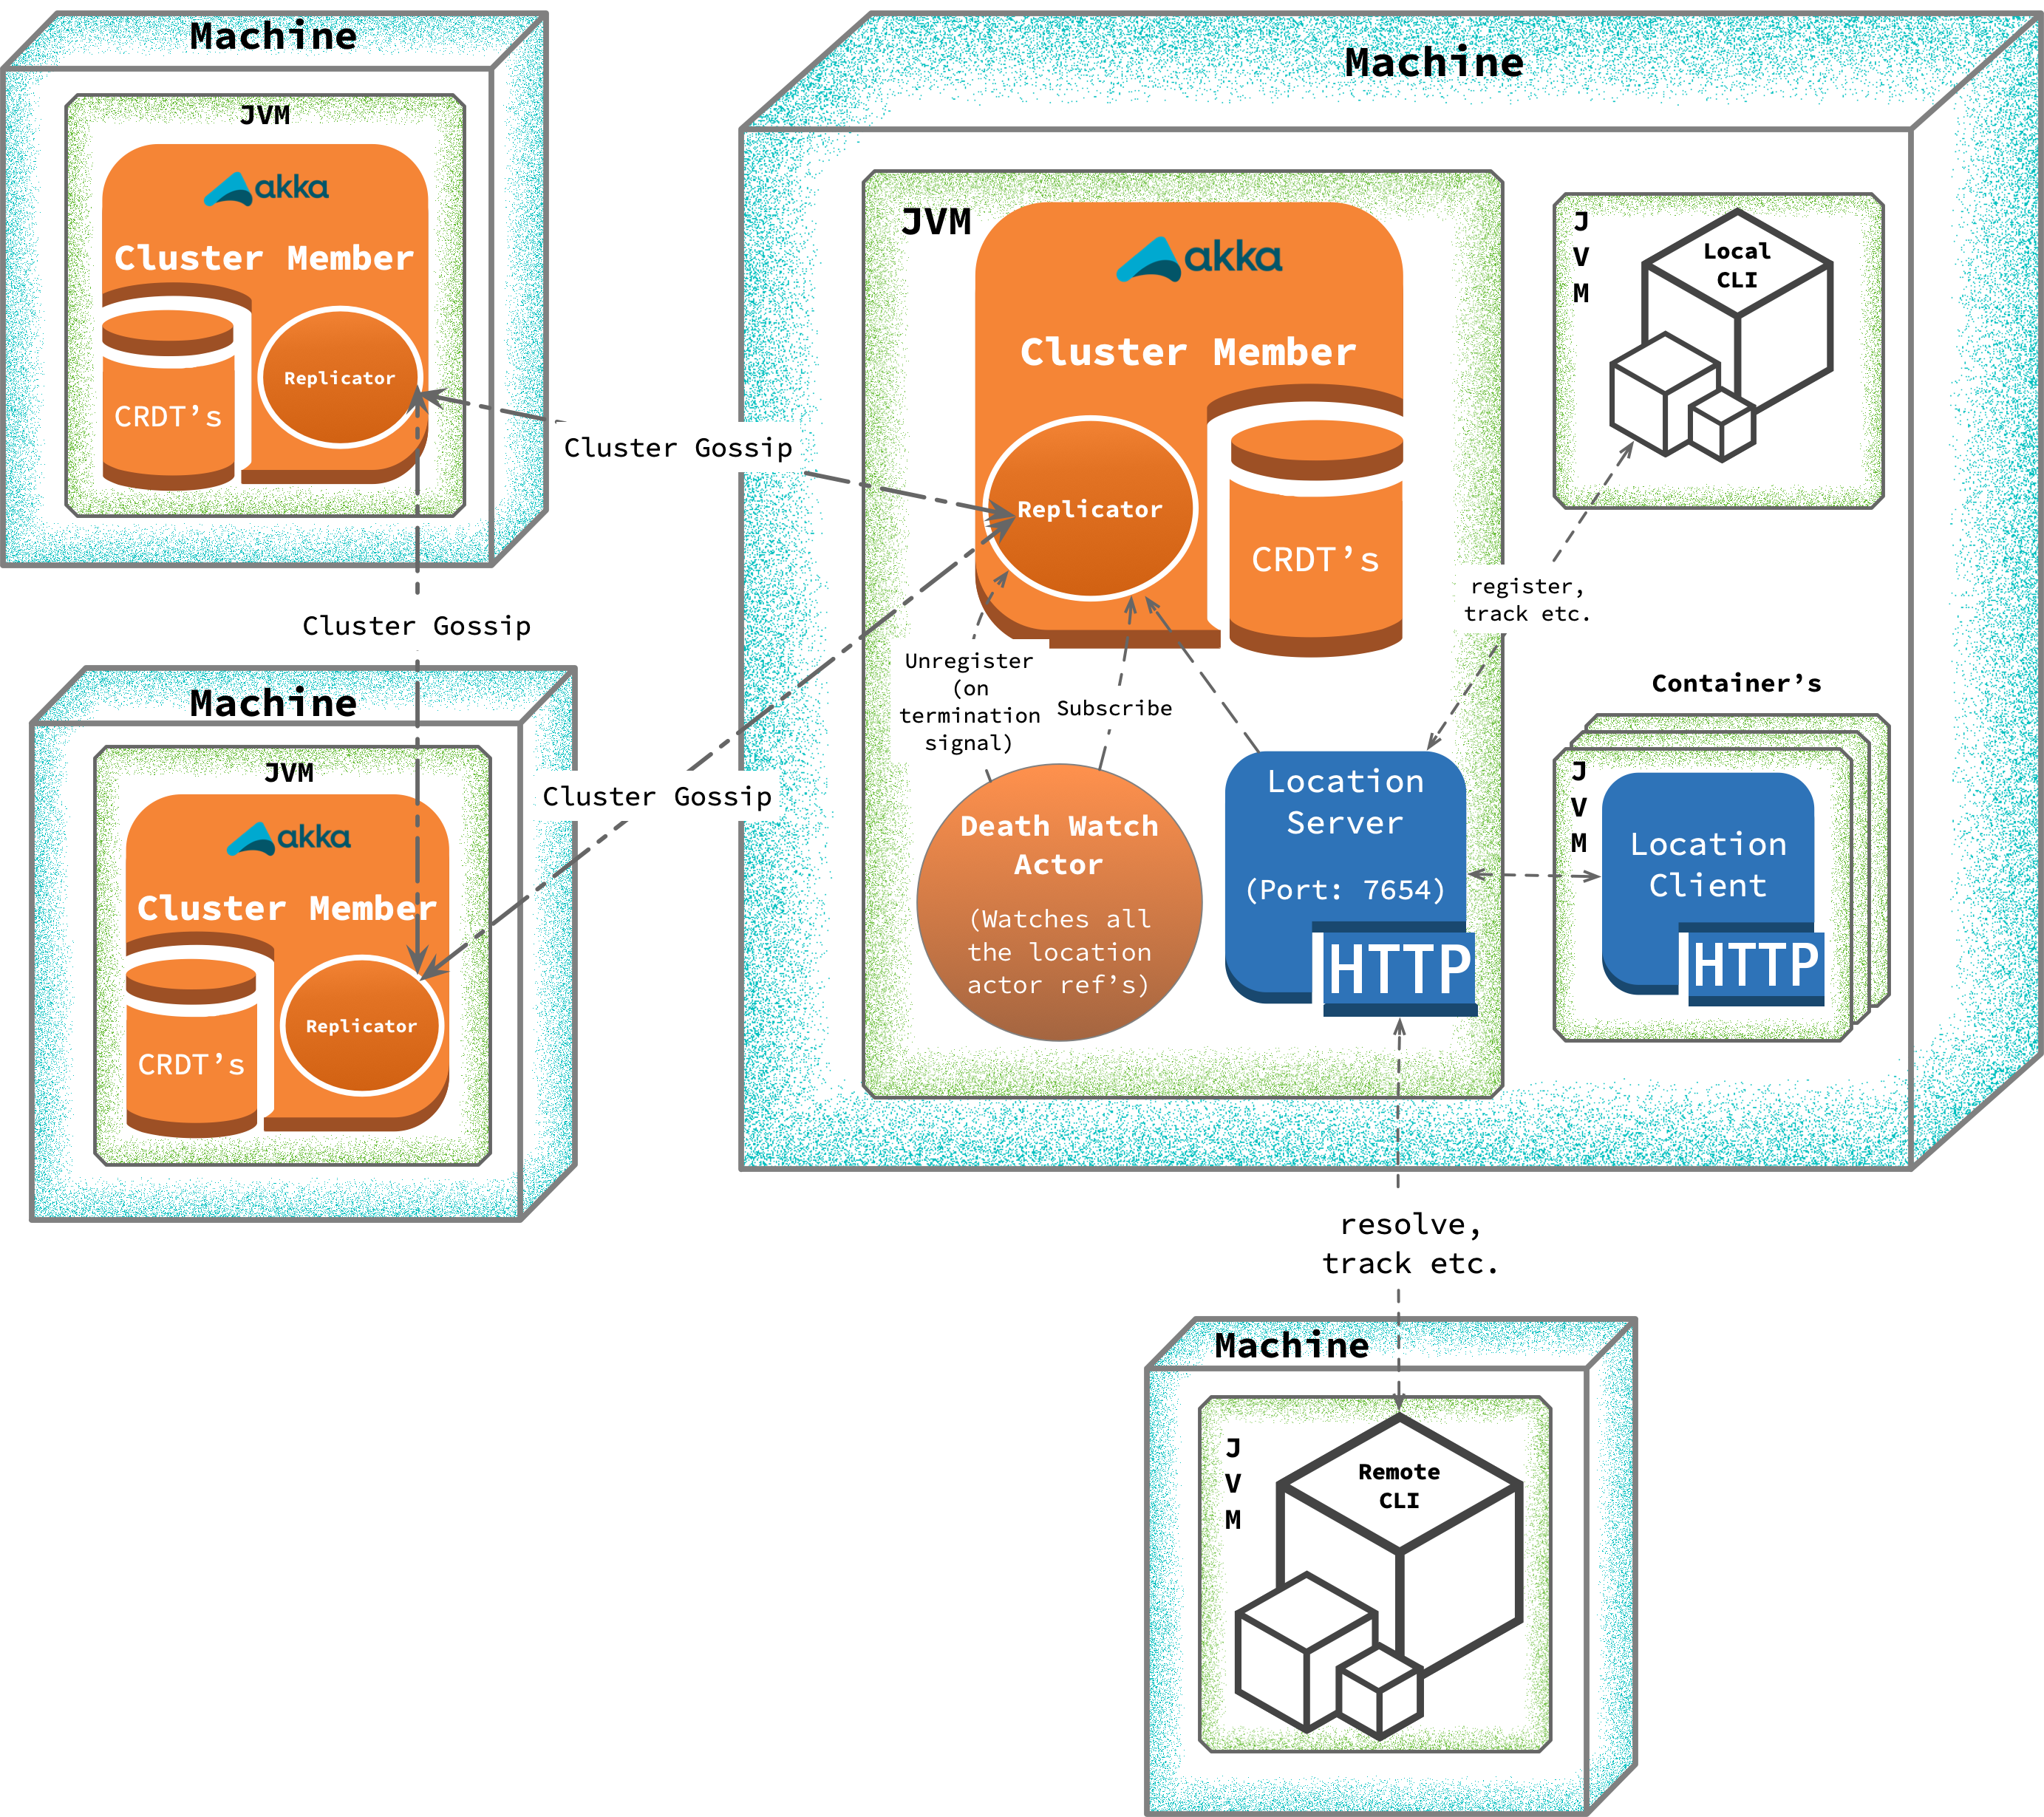 Machine
JVM
akka
Cluster Member
Replicator
CRDT's
Cluster Gossip
Machine
JVM
akka
Cluster Member
Replicator
CRDT's
Cluster Gossip
Cluster Gossip
Machine
JVM
akka
Cluster Member
Replicator
CRDT's
Unregister
(on
termination
signal)
Subscribe
Death Watch
Actor
(Watches all
the location
actor ref's)
Location
Server
(Port: 7654)
HTTP
J
V
M
Local
CLI
register,
track etc.
Container's
J
V
M
Location
Client
HTTP
resolve,
track etc.
Machine
J
V
M
Remote
CLI